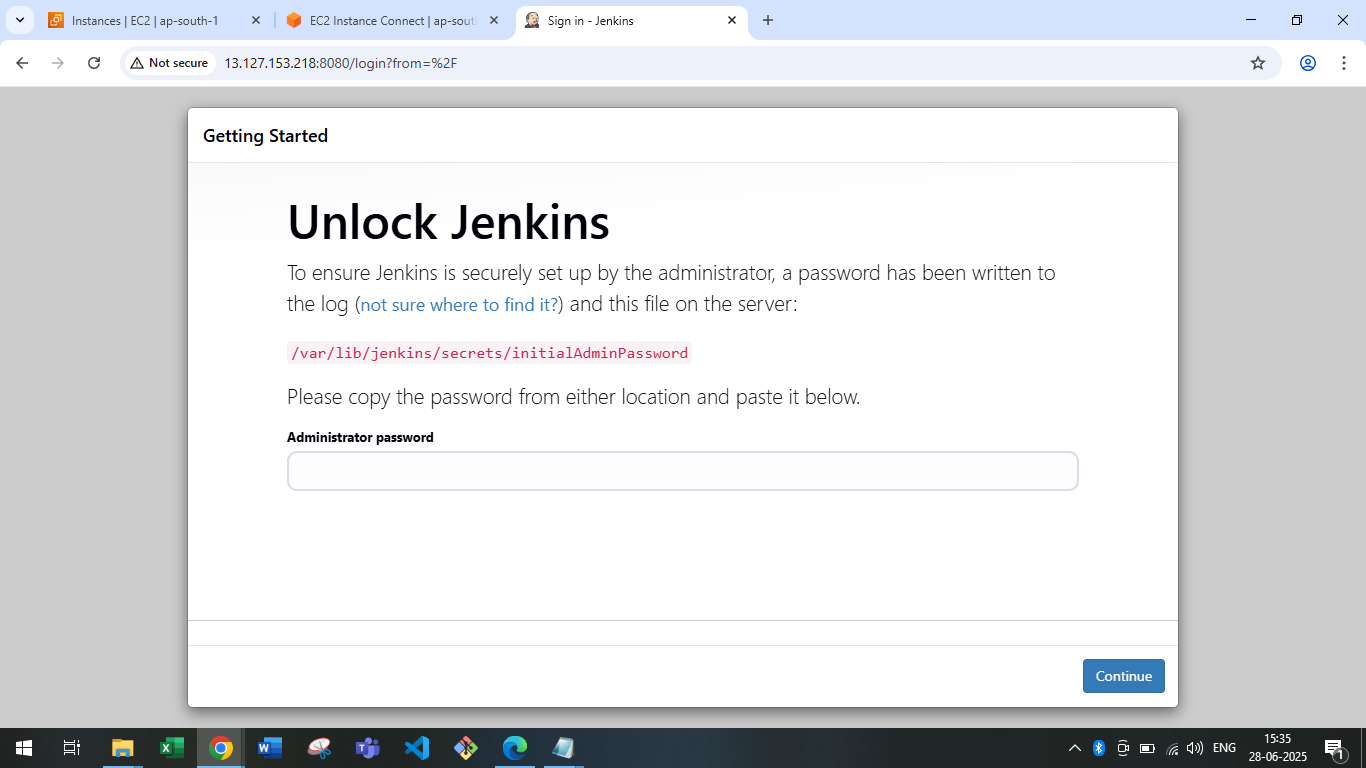 Instances | EC2 | ap-south-1
EC2 Instance Connect | ap-sout
Sign in - Jenkins
Not secure
13.127.153.218:8080/login?from=%2F
Getting Started
Unlock Jenkins
To ensure Jenkins is securely set up by the administrator, a password has been written to
the log (not sure where to find it?) and this file on the server:
/var/lib/jenkins/secrets/initialAdminPassword
Please copy the password from either location and paste it below.
Administrator password
Continue
ENG
15:35
28-06-2025
1